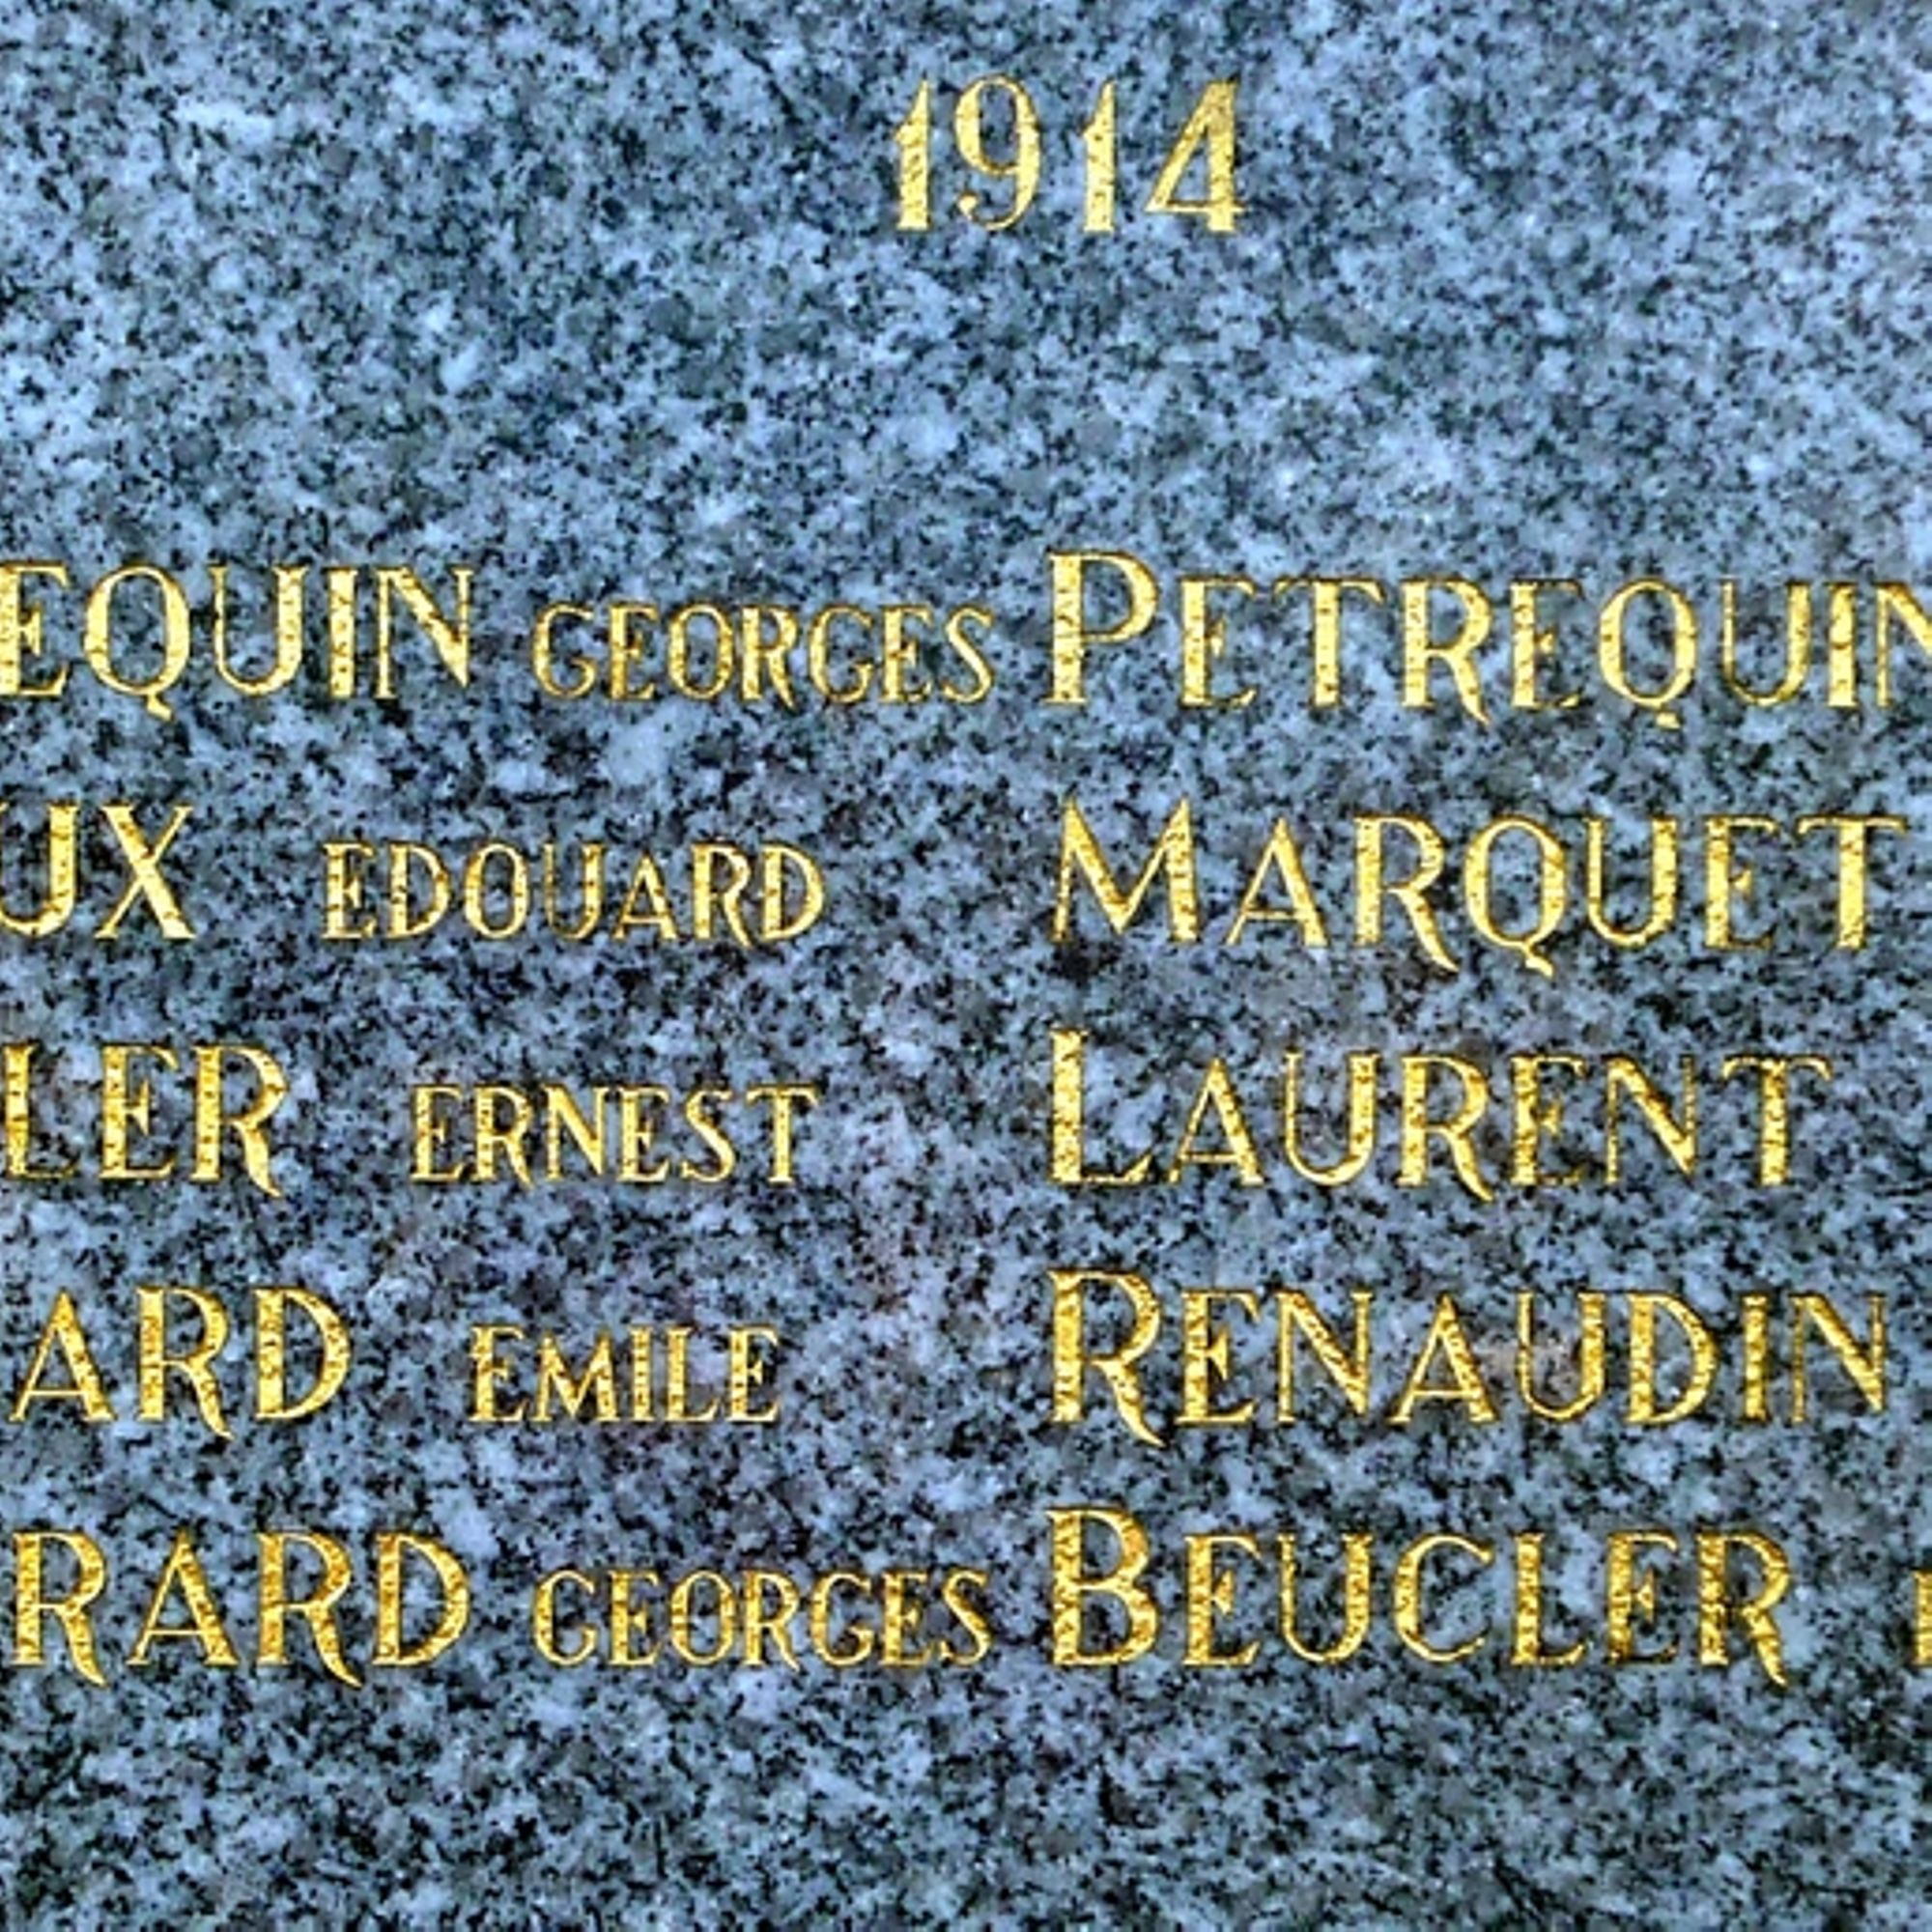 1914
EQUIN GEORGES PETREQUIN
UX EDOUARD MARQUET
LER ERNEST LAURENT
ARD EMILE RENAUDIN
RARD GEORGES BEUCLER